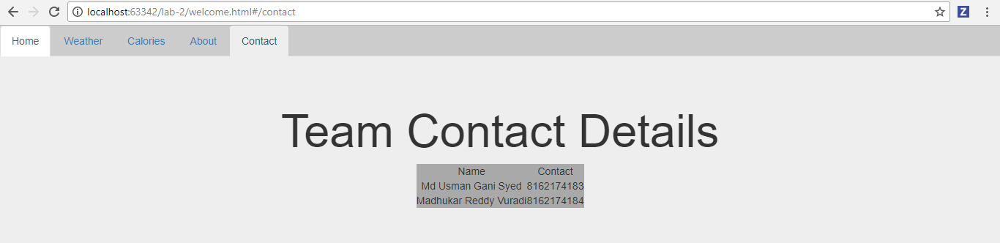 localhost:63342/lab-2/welcome.html#/contact
Z
Home Weather Calories About Contact
Team Contact Details
Name Contact
Md Usman Gani Syed 8162174183
Madhukar Reddy Vuradi 8162174184